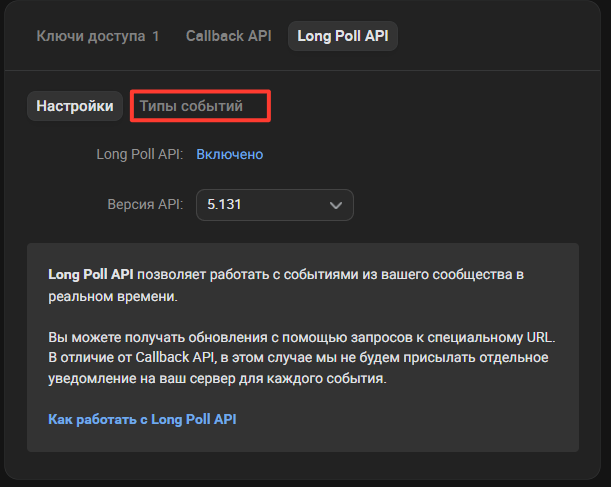 Ключи доступа 1 Callback API Long Poll API
Настройки Типы событий
Long Poll API: Включено
Версия API: 5.131
Long Poll API позволяет работать с событиями из вашего сообщества в
реальном времени.
Вы можете получать обновления с помощью запросов к специальному URL.
В отличие от Callback API, в этом случае мы не будем присылать отдельное
уведомление на ваш сервер для каждого события.
Как работать с Long Poll API